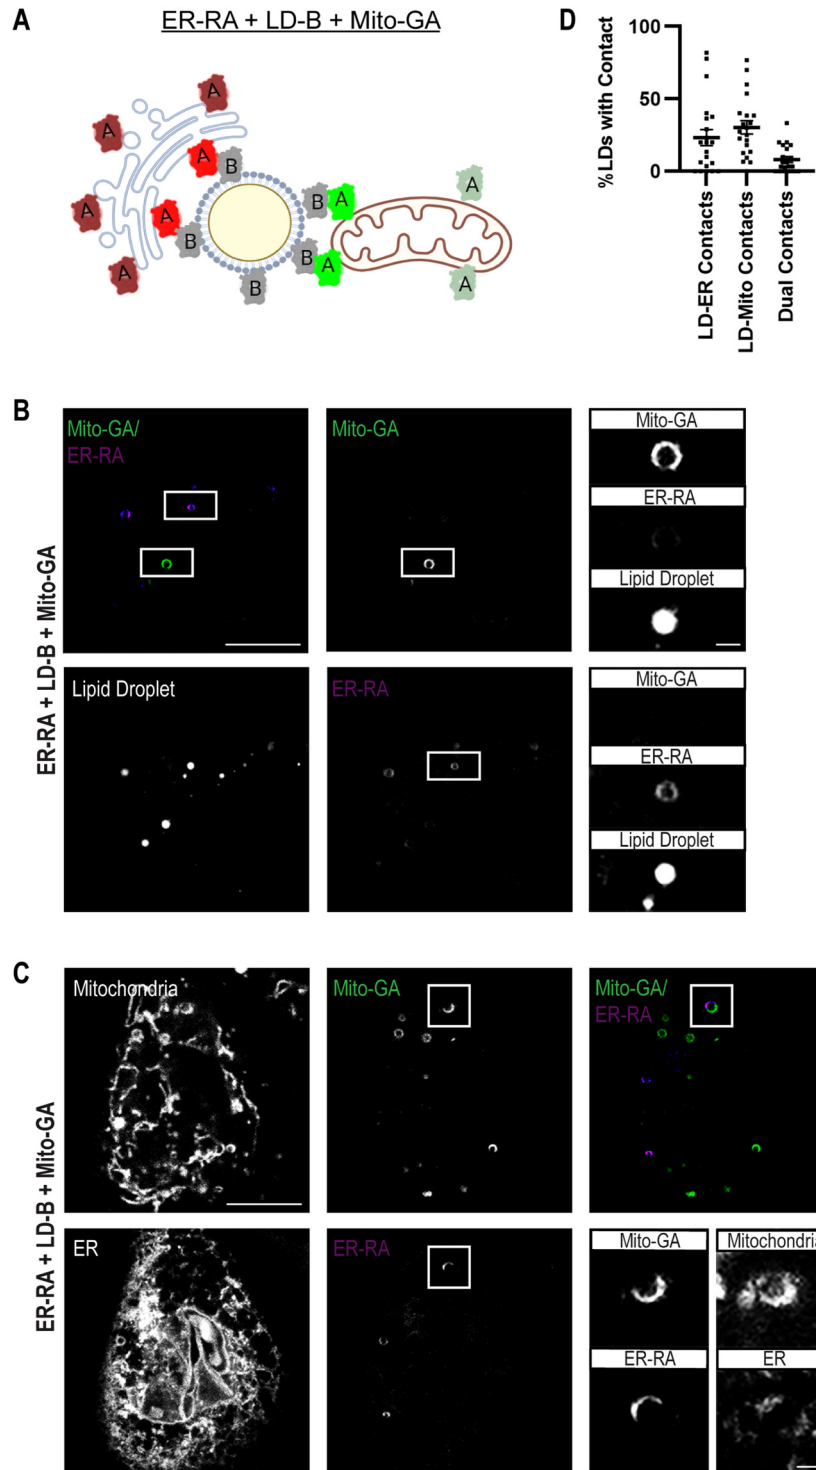 A
ER-RA + LD-B + Mito-GA
A
A
A
A
A
A
B
B
B
B
B
A
A
A
A
D
%LDs with Contact
100
50
0
LD-ER Contacts
LD-Mito Contacts
Dual Contacts
B
ER-RA + LD-B + Mito-GA
Mito-GA/
ER-RA
Mito-GA
Mito-GA
ER-RA
Lipid Droplet
Lipid Droplet
ER-RA
Mito-GA
ER-RA
Lipid Droplet
C
ER-RA + LD-B + Mito-GA
Mitochondria
Mito-GA
Mito-GA/
ER-RA
ER
ER-RA
Mito-GA
Mitochondria
ER-RA
ER